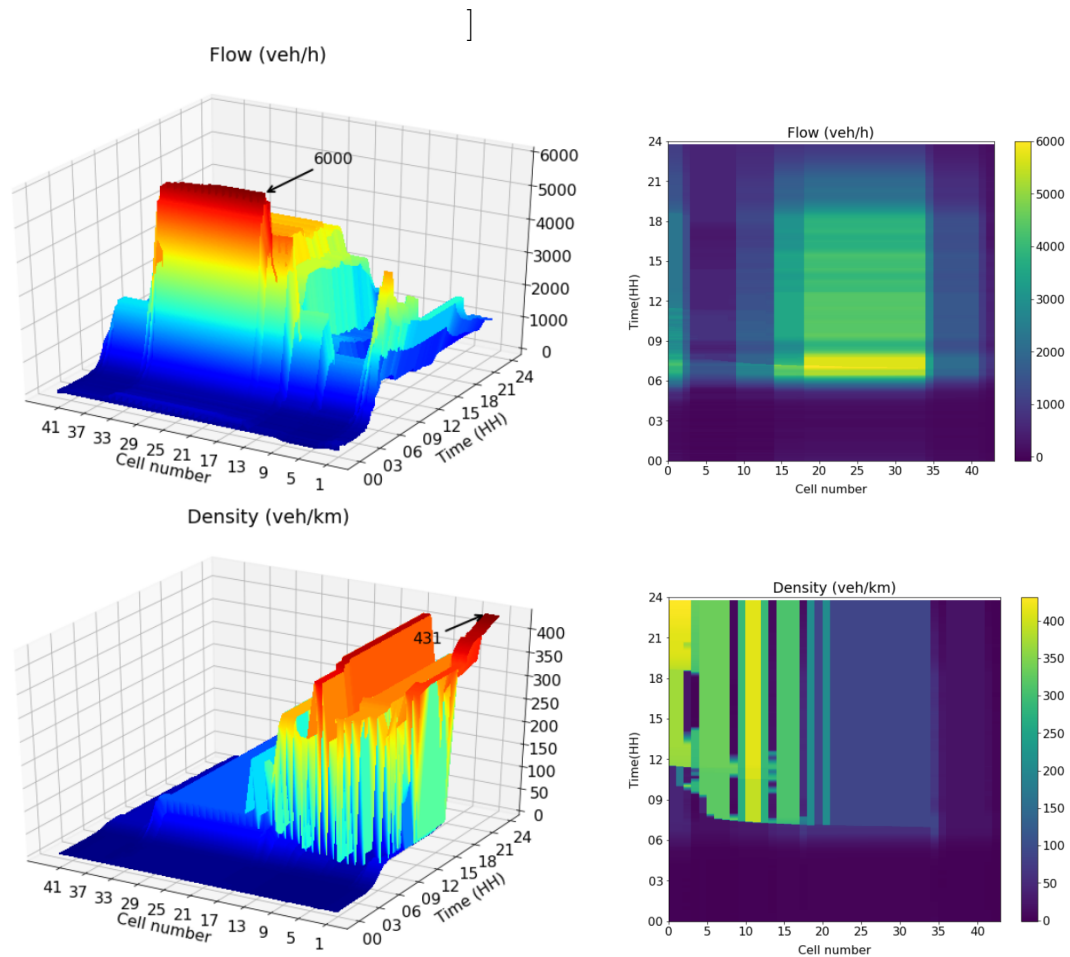 ]
Flow (veh/h)
6000
6000
5000
4000
3000
2000
1000
0
41 37 33 29 25 21 17 13 9 5 1
Cell number
00 03 06 09 12 15 18 21 24
Time (HH)
Flow (veh/h)
24
21
18
15
12
09
06
03
00
Time(HH)
0 5 10 15 20 25 30 35 40
Cell number
6000
5000
4000
3000
2000
1000
0
Density (veh/km)
431
400
350
300
250
200
150
100
50
0
41 37 33 29 25 21 17 13 9 5 1
Cell number
00 03 06 09 12 15 18 21 24
Time (HH)
Density (veh/km)
24
21
18
15
12
09
06
03
00
Time(HH)
0 5 10 15 20 25 30 35 40
Cell number
400
350
300
250
200
150
100
50
0